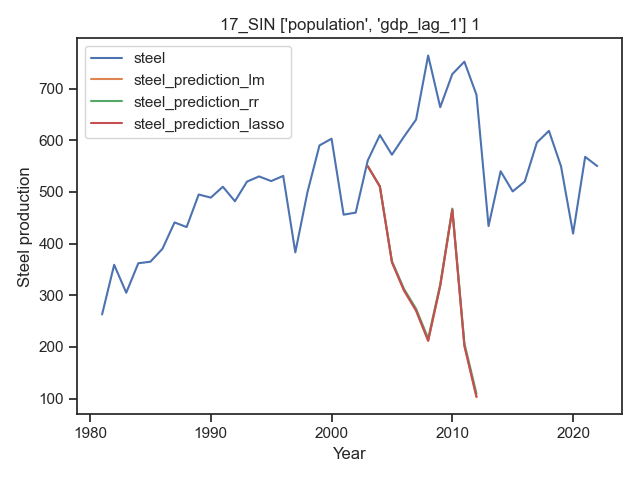 17_SIN ['population', 'gdp_lag_1'] 1
steel
steel_prediction_lm
steel_prediction_rr
steel_prediction_lasso
700
600
500
400
300
200
100
Steel production
1980
1990
2000
2010
2020
Year